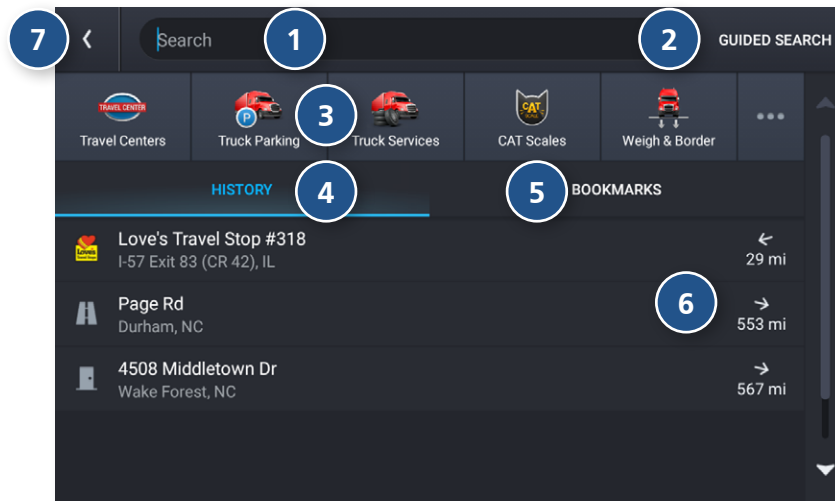 7
Search
1
2
GUIDED SEARCH
TRAVEL CENTER
P
CAT
SCALE
3
Travel Centers
Truck Parking
Truck Services
CAT Scales
Weigh & Border
HISTORY
4
5
BOOKMARKS
Love's
Love's Travel Stop #318
I-57 Exit 83 (CR 42), IL
29 mi
Page Rd
Durham, NC
6
553 mi
4508 Middletown Dr
Wake Forest, NC
567 mi